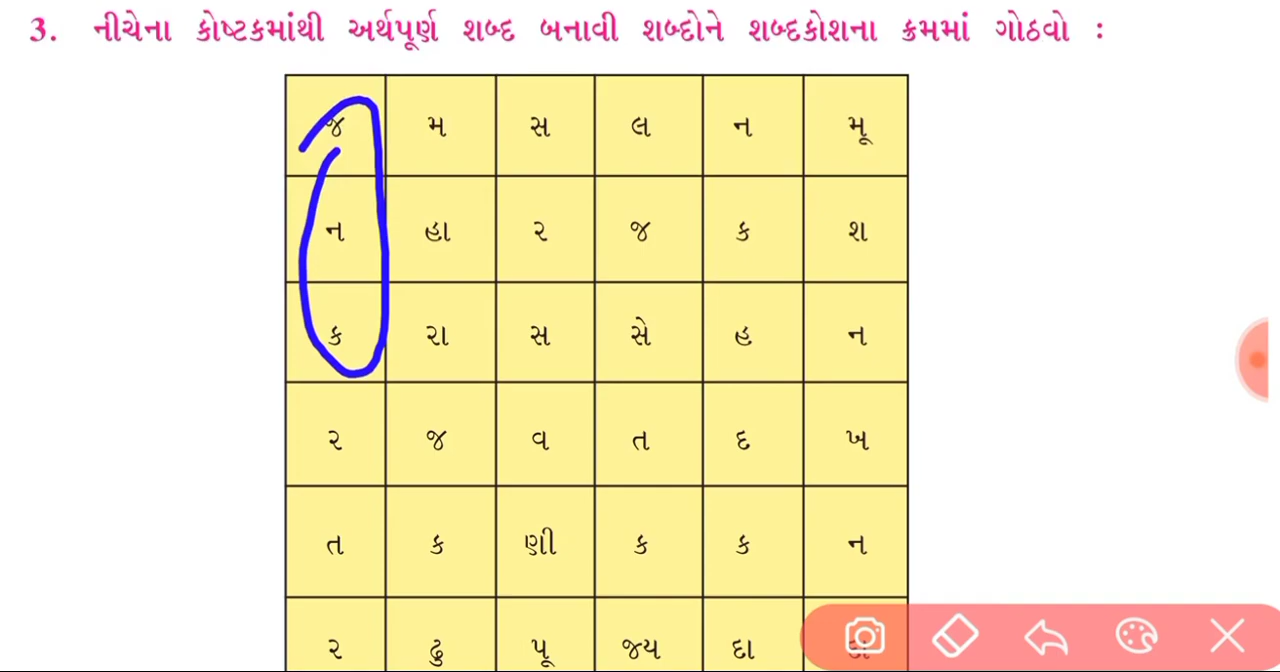 3. નીચેના કોષ્ટકમાંથી અર્થપૂર્ણ શબ્દ બનાવી શબ્દોને શબ્દકોશના ક્રમમાં ગોઠવો :
જ મ સ લ ન મૂ
ન હા ર જ ક શ
ક રા સ સે હ ન
ર જ વ ત દ ખ
ત ક ણી ક ક ન
ર ઢુ પૂ જય દા